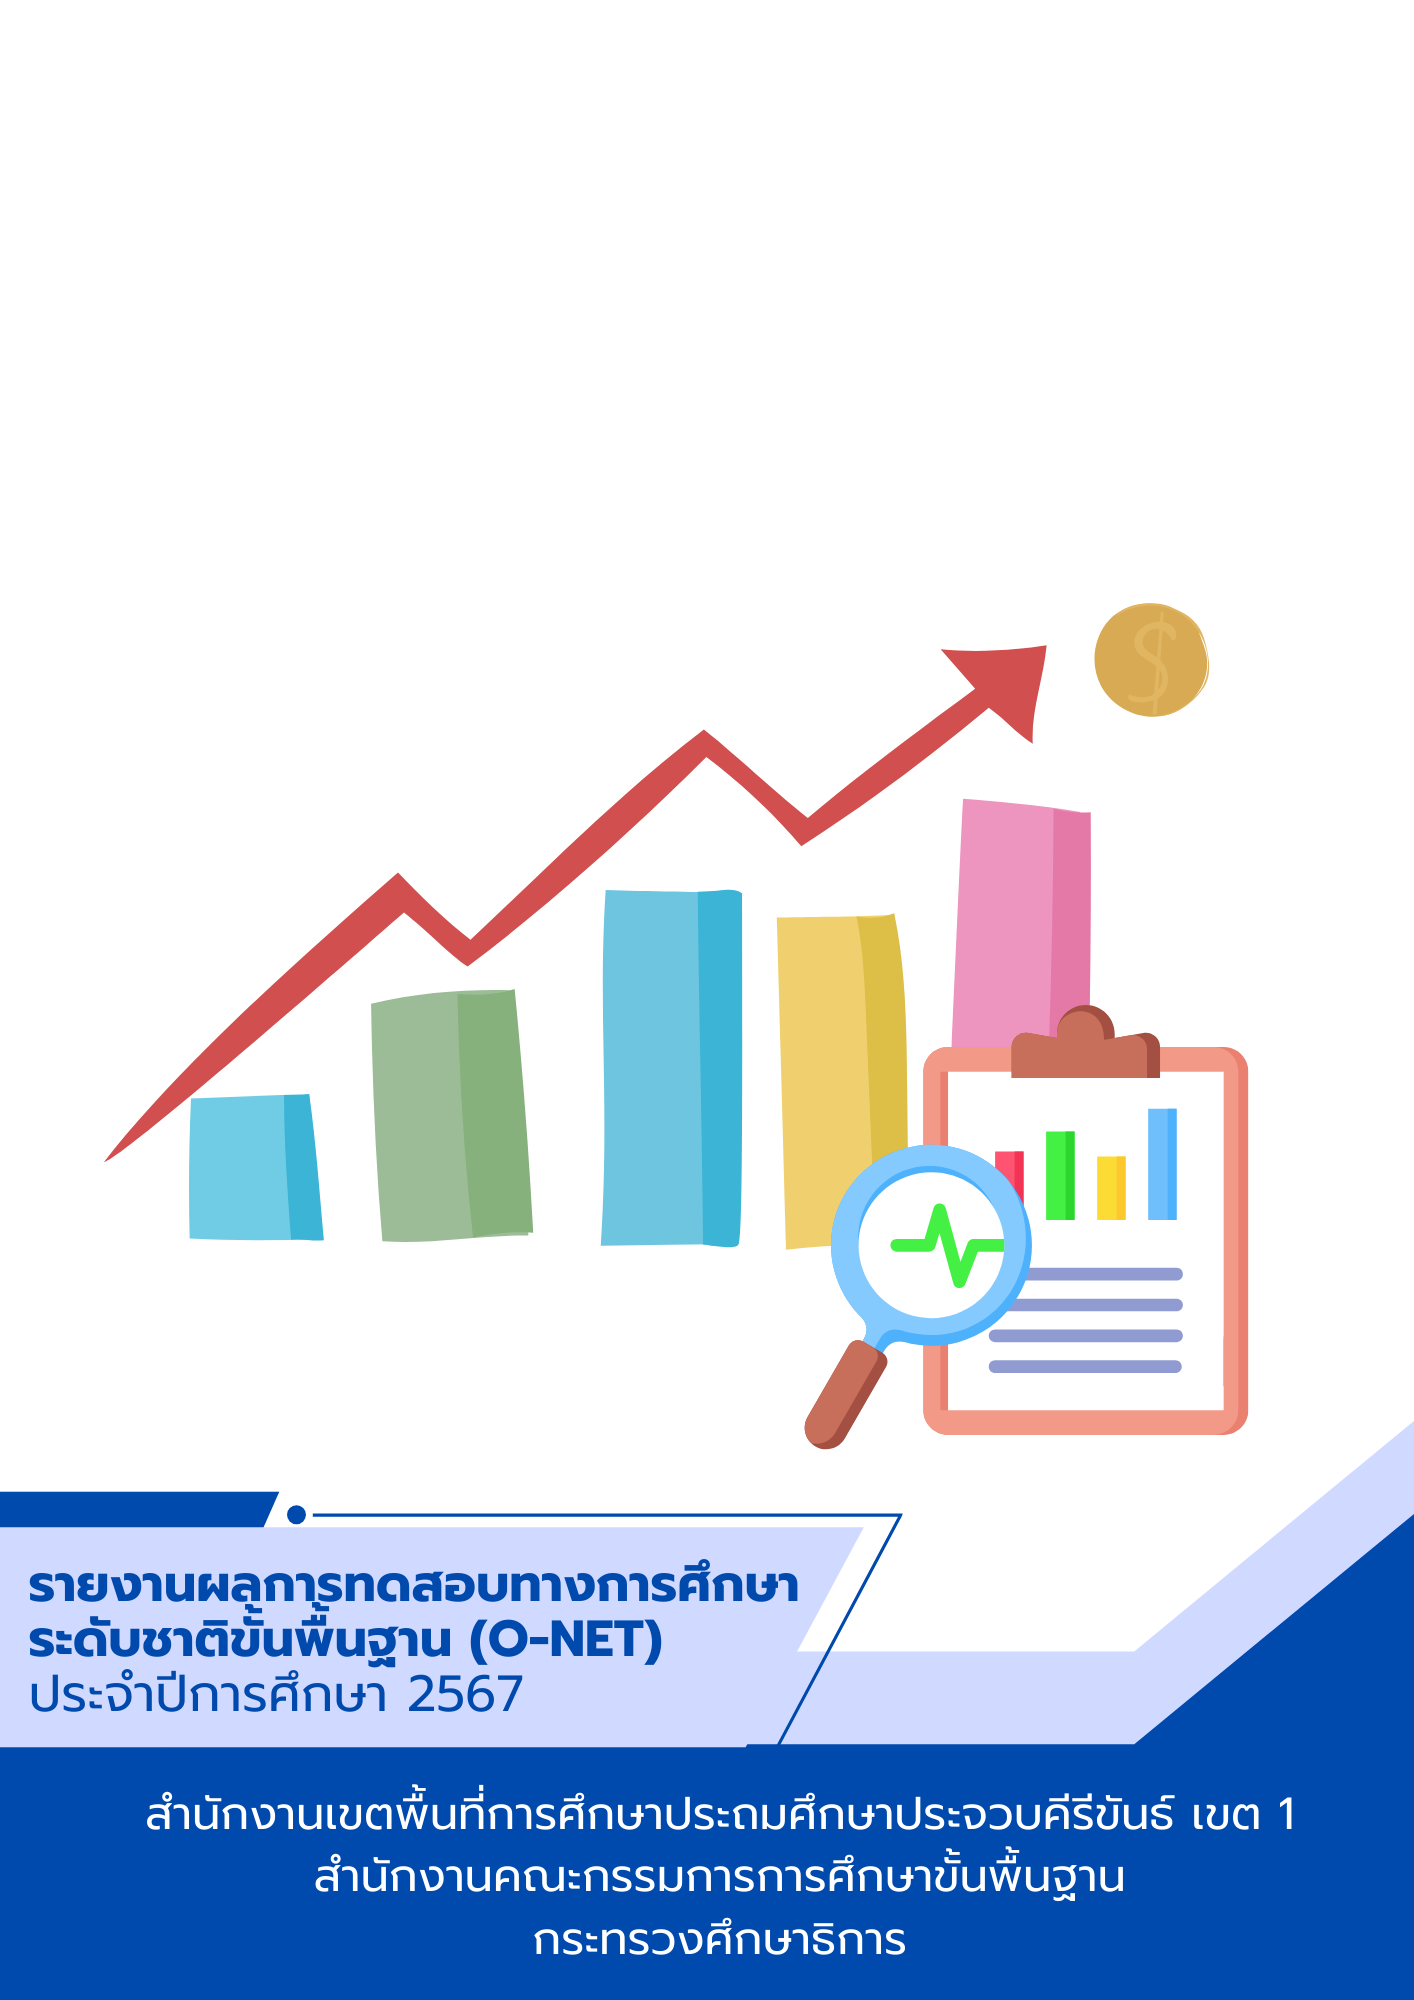 รายงานผลการทดสอบทางการศึกษา
ระดับชาติขั้นพื้นฐาน (O-NET)
ประจำปีการศึกษา 2567
สำนักงานเขตพื้นที่การศึกษาประถมศึกษาประจวบคีรีขันธ์ เขต 1
สำนักงานคณะกรรมการการศึกษาขั้นพื้นฐาน
กระทรวงศึกษาธิการ